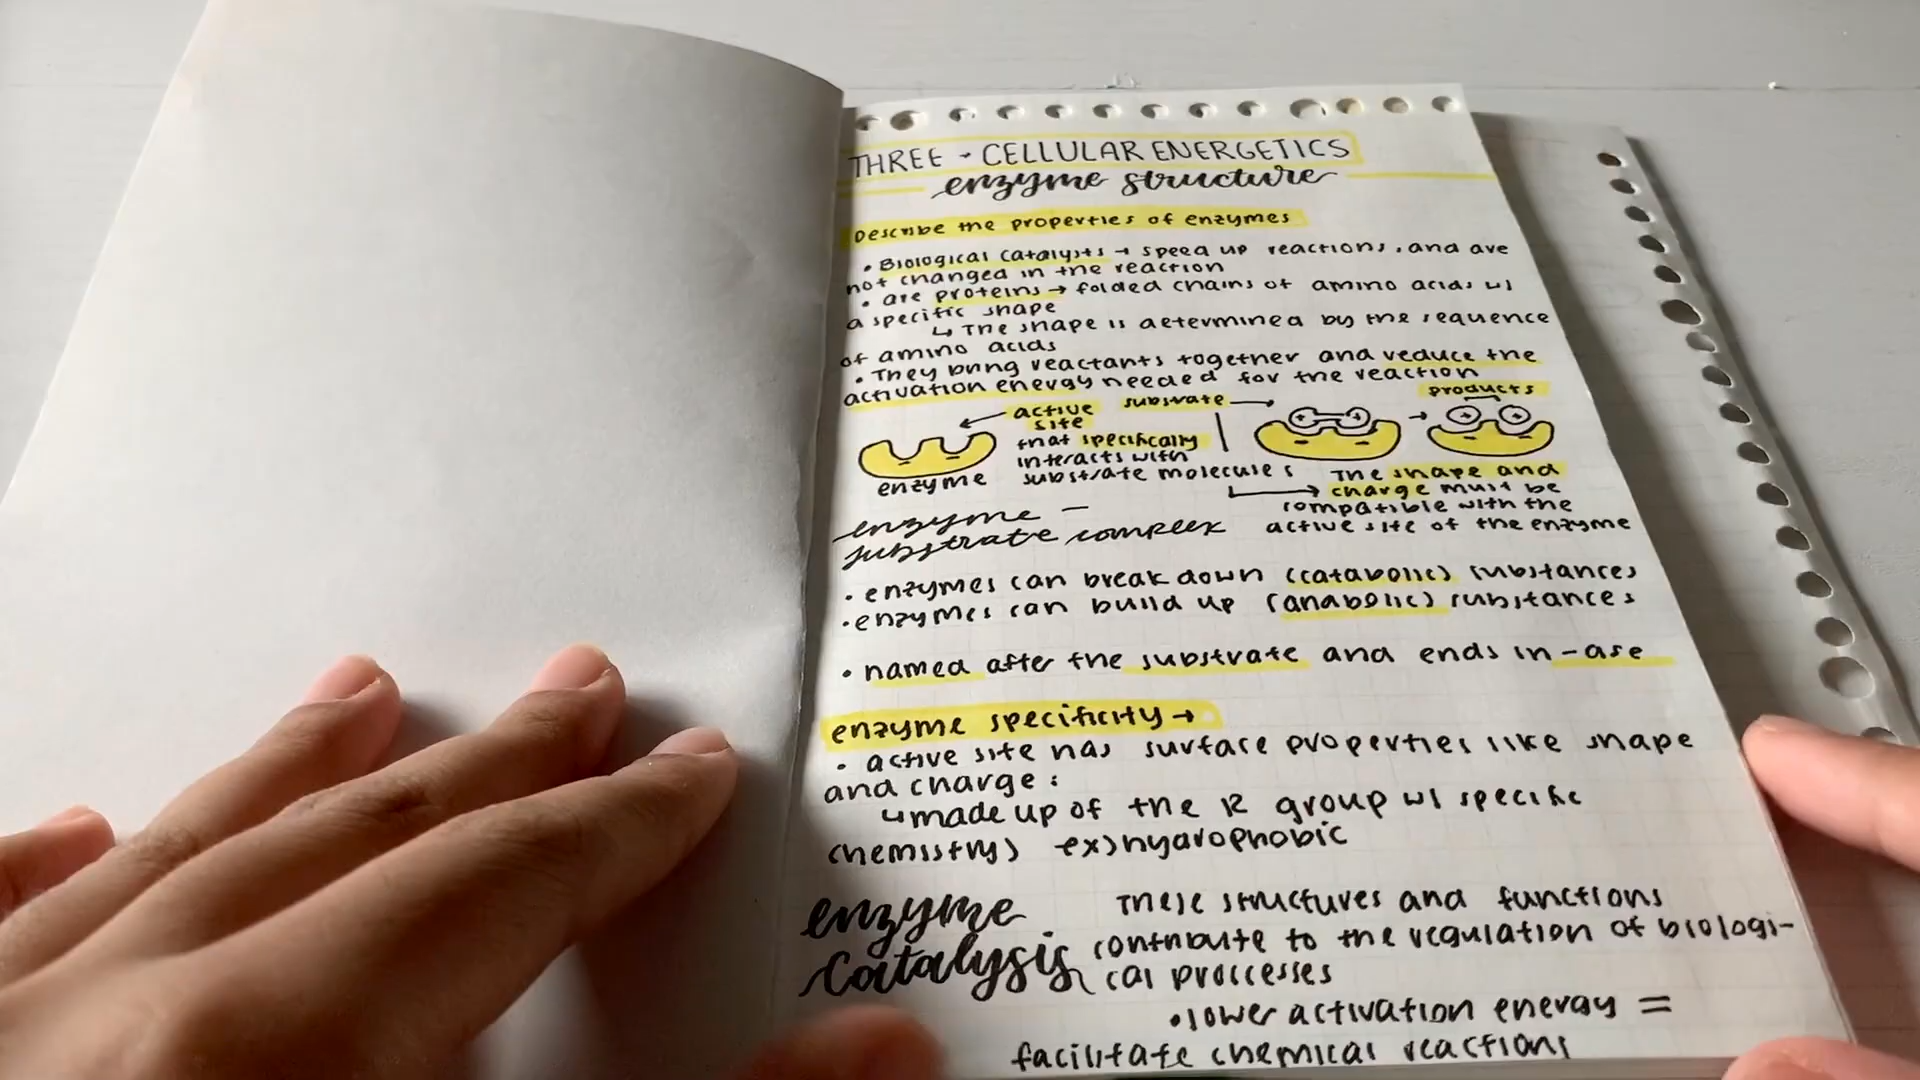 THREE - CELLULAR ENERGETICS
enzyme structure
Describe the properties of enzymes
• Biological catalysts → speed up reactions, and are
not changed in the reaction
• are proteins → folded chains of amino acids w/
a specific shape
↳ The shape is determined by the sequence
of amino acids
• They bring reactants together and reduce the
activation energy needed for the reaction
active
site
that specifically
interacts with
substrate molecules
enzyme
substrate →
products
The shape and
charge must be
compatible with the
active site of the enzyme
enzyme -
substrate complex
• enzymes can break down (catabolic) substances
• enzymes can build up (anabolic) substances
• named after the substrate and ends in -ase
enzyme specificity →
• active site has surface properties like shape
and charge:
↳ made up of the R group w/ specific
chemistry) ex) hydrophobic
enzyme
catalysis
These structures and functions
contribute to the regulation of biologi-
cal proccesses
• lower activation energy =
facilitate chemical reactions